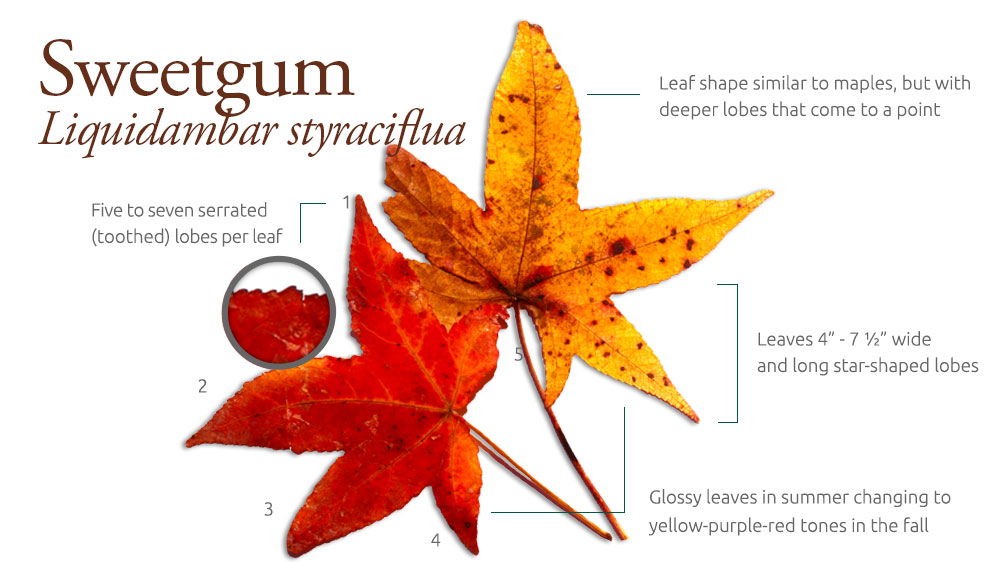 Sweetgum
Liquidambar styraciflua
Leaf shape similar to maples, but with
deeper lobes that come to a point
Five to seven serrated
(toothed) lobes per leaf
1
2
3
4
5
Leaves 4” - 7 ½” wide
and long star-shaped lobes
Glossy leaves in summer changing to
yellow-purple-red tones in the fall